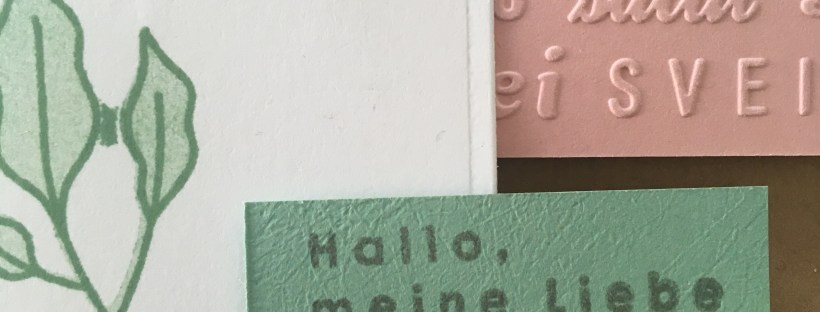 ei SVEI
Hallo,
meine Liebe